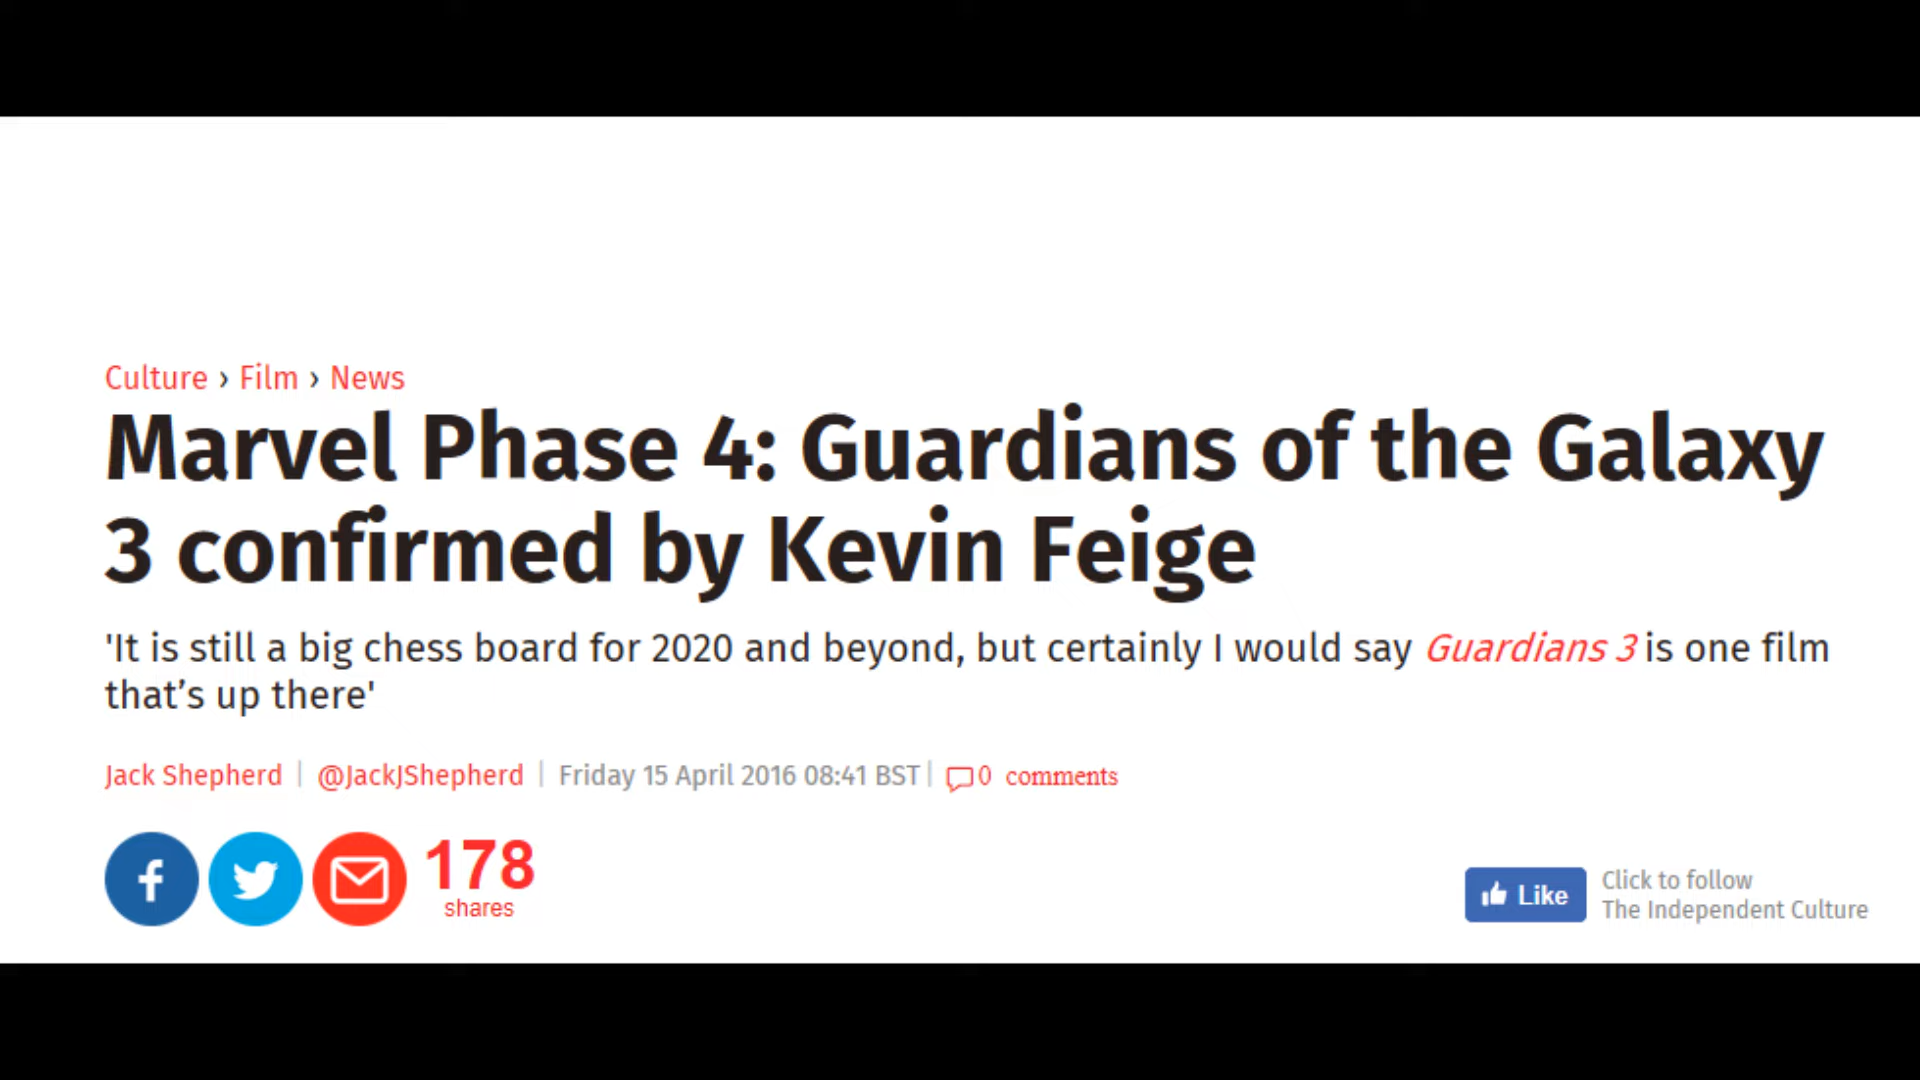 Culture › Film › News
Marvel Phase 4: Guardians of the Galaxy
3 confirmed by Kevin Feige
'It is still a big chess board for 2020 and beyond, but certainly I would say Guardians 3 is one film
that’s up there'
Jack Shepherd | @JackJShepherd | Friday 15 April 2016 08:41 BST | 0 comments
178
shares
Like
Click to follow
The Independent Culture